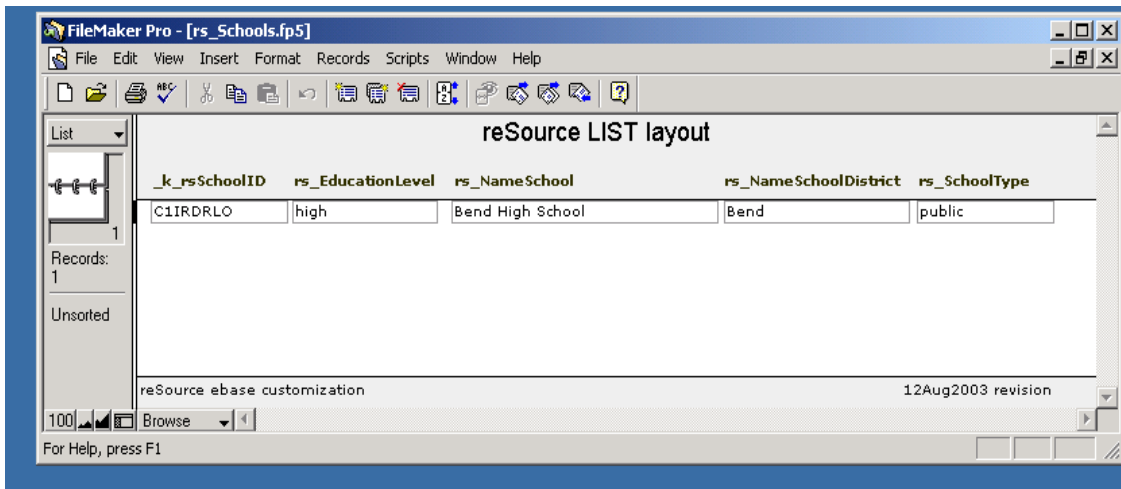 FileMaker Pro - [rs_Schools.fp5]
File Edit View Insert Format Records Scripts Window Help
ABC
List
reSource LIST layout
_k_rsSchoolID rs_EducationLevel rs_NameSchool rs_NameSchoolDistrict rs_SchoolType
C1IRDRLO high Bend High School Bend public
1
Records:
1
Unsorted
reSource ebase customization 12Aug2003 revision
100 Browse
For Help, press F1